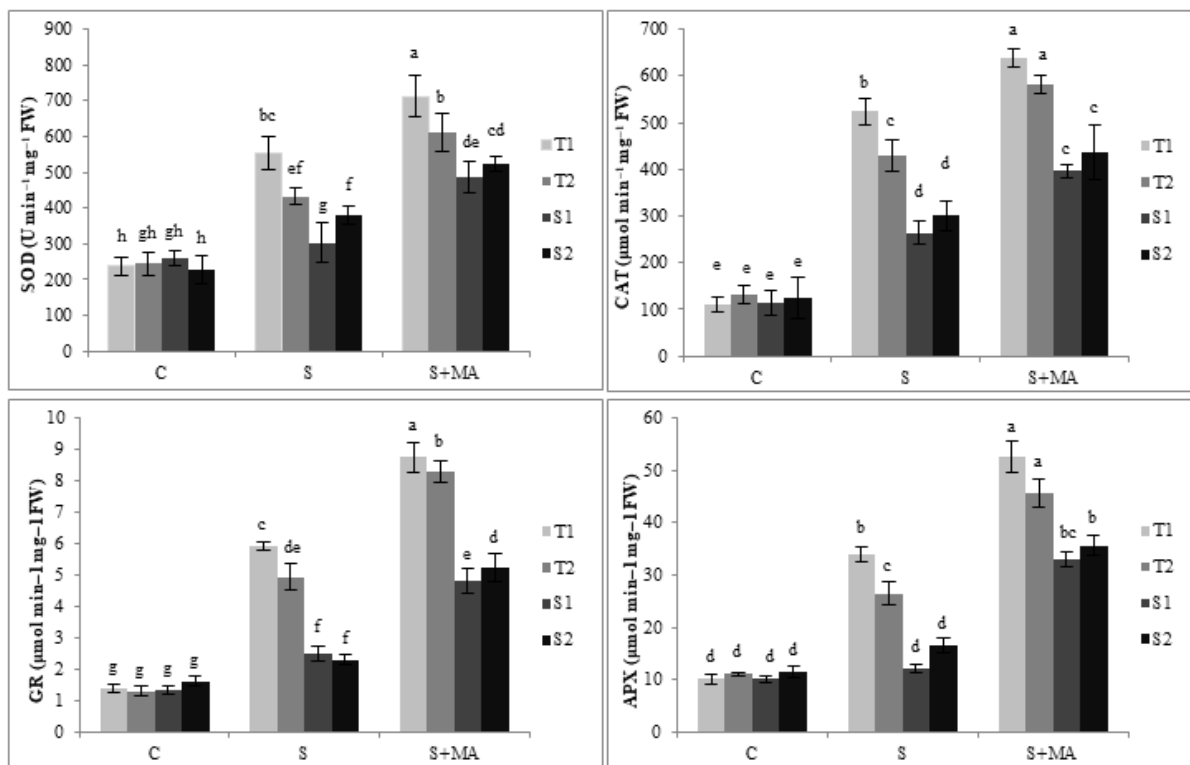 SOD (U min⁻¹ mg⁻¹ FW)
900
800
700
600
500
400
300
200
100
0
h gh gh h
bc ef g f
a b de cd
C S S+MA
T1
T2
S1
S2
CAT (µmol min⁻¹ mg⁻¹ FW)
700
600
500
400
300
200
100
0
e e e e
b c d d
a a c c
C S S+MA
T1
T2
S1
S2
GR (µmol min–1 mg–1FW)
10
9
8
7
6
5
4
3
2
1
0
g g g g
c de f f
a b e d
C S S+MA
T1
T2
S1
S2
APX (µmol min–1 mg–1FW)
60
50
40
30
20
10
0
d d d d
b c d d
a a bc b
C S S+MA
T1
T2
S1
S2